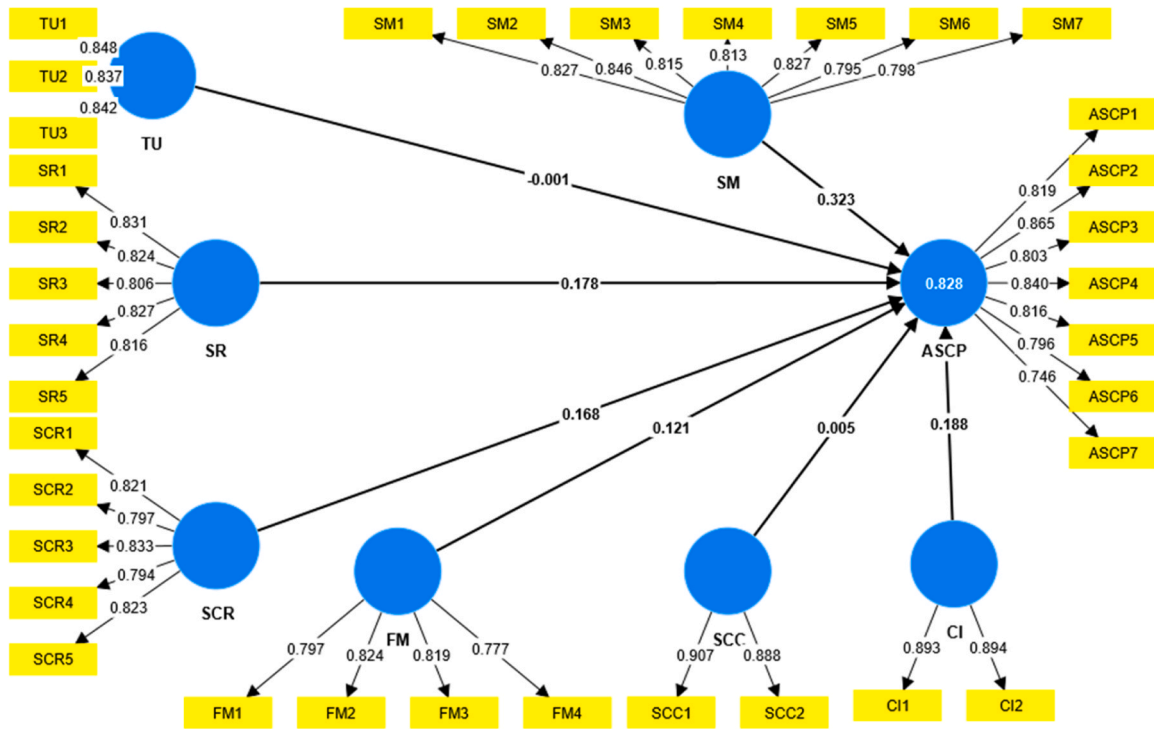 TU1
TU2
TU3
0.848
0.837
0.842
TU
SM1
SM2
SM3
SM4
SM5
SM6
SM7
0.827
0.846
0.815
0.813
0.827
0.795
0.798
SM
-0.001
0.323
SR1
SR2
SR3
SR4
SR5
0.831
0.824
0.806
0.827
0.816
SR
0.178
0.828
ASCP
0.819
0.865
0.803
0.840
0.816
0.796
0.746
ASCP1
ASCP2
ASCP3
ASCP4
ASCP5
ASCP6
ASCP7
0.168
0.121
0.005
0.188
SCR1
SCR2
SCR3
SCR4
SCR5
0.821
0.797
0.833
0.794
0.823
SCR
FM
0.797
0.824
0.819
0.777
FM1
FM2
FM3
FM4
SCC
0.907
0.888
SCC1
SCC2
CI
0.893
0.894
CI1
CI2